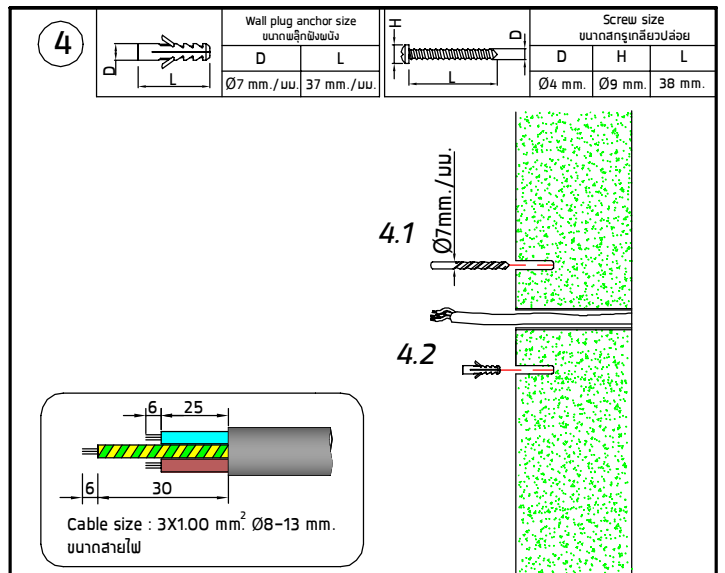 4
D
L
Wall plug anchor size
ขนาดพลุ๊กฝังผนัง
D L
Ø7 mm./มม. 37 mm./มม.
H
D
L
Screw size
ขนาดสกรูเกลียวปล่อย
D H L
Ø4 mm. Ø9 mm. 38 mm.
4.1
Ø7mm./มม.
4.2
6 25
6 30
Cable size : 3X1.00 mm². Ø8-13 mm.
ขนาดสายไฟ